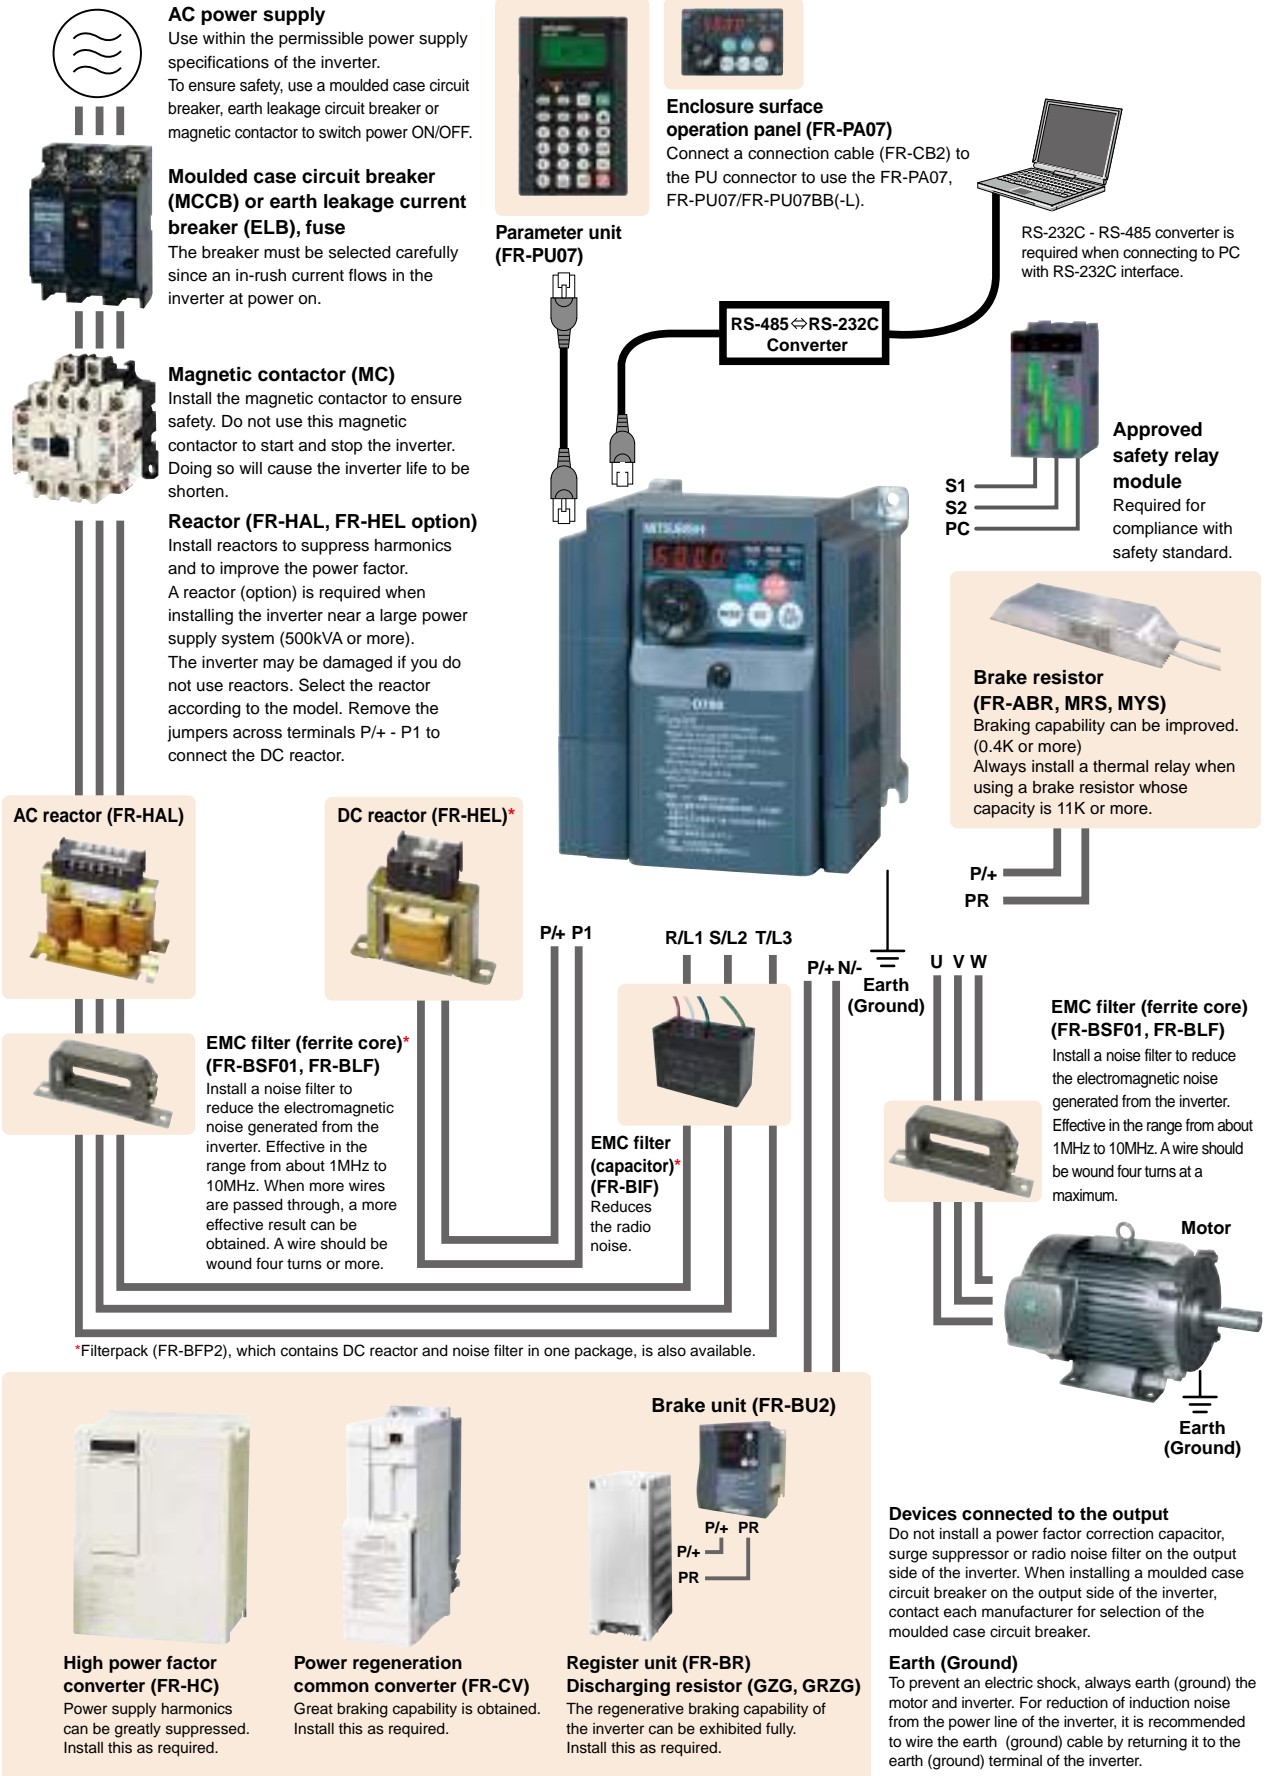 AC power supply
Use within the permissible power supply
specifications of the inverter.
To ensure safety, use a moulded case circuit
breaker, earth leakage circuit breaker or
magnetic contactor to switch power ON/OFF.
Moulded case circuit breaker
(MCCB) or earth leakage current
breaker (ELB), fuse
The breaker must be selected carefully
since an in-rush current flows in the
inverter at power on.
Magnetic contactor (MC)
Install the magnetic contactor to ensure
safety. Do not use this magnetic
contactor to start and stop the inverter.
Doing so will cause the inverter life to be
shorten.
Reactor (FR-HAL, FR-HEL option)
Install reactors to suppress harmonics
and to improve the power factor.
A reactor (option) is required when
installing the inverter near a large power
supply system (500kVA or more).
The inverter may be damaged if you do
not use reactors. Select the reactor
according to the model. Remove the
jumpers across terminals P/+ - P1 to
connect the DC reactor.
Parameter unit
(FR-PU07)
Enclosure surface
operation panel (FR-PA07)
Connect a connection cable (FR-CB2) to
the PU connector to use the FR-PA07,
FR-PU07/FR-PU07BB(-L).
RS-232C - RS-485 converter is
required when connecting to PC
with RS-232C interface.
RS-485⇔RS-232C
Converter
Approved
safety relay
module
Required for
compliance with
safety standard.
S1
S2
PC
MITSUBISHI
60.00
D700
Brake resistor
(FR-ABR, MRS, MYS)
Braking capability can be improved.
(0.4K or more)
Always install a thermal relay when
using a brake resistor whose
capacity is 11K or more.
P/+
PR
AC reactor (FR-HAL)
DC reactor (FR-HEL)*
P/+ P1
R/L1 S/L2 T/L3
P/+ N/-
Earth
(Ground)
U V W
EMC filter (ferrite core)*
(FR-BSF01, FR-BLF)
Install a noise filter to
reduce the electromagnetic
noise generated from the
inverter. Effective in the
range from about 1MHz to
10MHz. When more wires
are passed through, a more
effective result can be
obtained. A wire should be
wound four turns or more.
EMC filter
(capacitor)*
(FR-BIF)
Reduces
the radio
noise.
EMC filter (ferrite core)
(FR-BSF01, FR-BLF)
Install a noise filter to reduce
the electromagnetic noise
generated from the inverter.
Effective in the range from about
1MHz to 10MHz. A wire should
be wound four turns at a
maximum.
Motor
Earth
(Ground)
*Filterpack (FR-BFP2), which contains DC reactor and noise filter in one package, is also available.
Brake unit (FR-BU2)
P/+ PR
P/+
PR
High power factor
converter (FR-HC)
Power supply harmonics
can be greatly suppressed.
Install this as required.
Power regeneration
common converter (FR-CV)
Great braking capability is obtained.
Install this as required.
Register unit (FR-BR)
Discharging resistor (GZG, GRZG)
The regenerative braking capability of
the inverter can be exhibited fully.
Install this as required.
Devices connected to the output
Do not install a power factor correction capacitor,
surge suppressor or radio noise filter on the output
side of the inverter. When installing a moulded case
circuit breaker on the output side of the inverter,
contact each manufacturer for selection of the
moulded case circuit breaker.
Earth (Ground)
To prevent an electric shock, always earth (ground) the
motor and inverter. For reduction of induction noise
from the power line of the inverter, it is recommended
to wire the earth (ground) cable by returning it to the
earth (ground) terminal of the inverter.